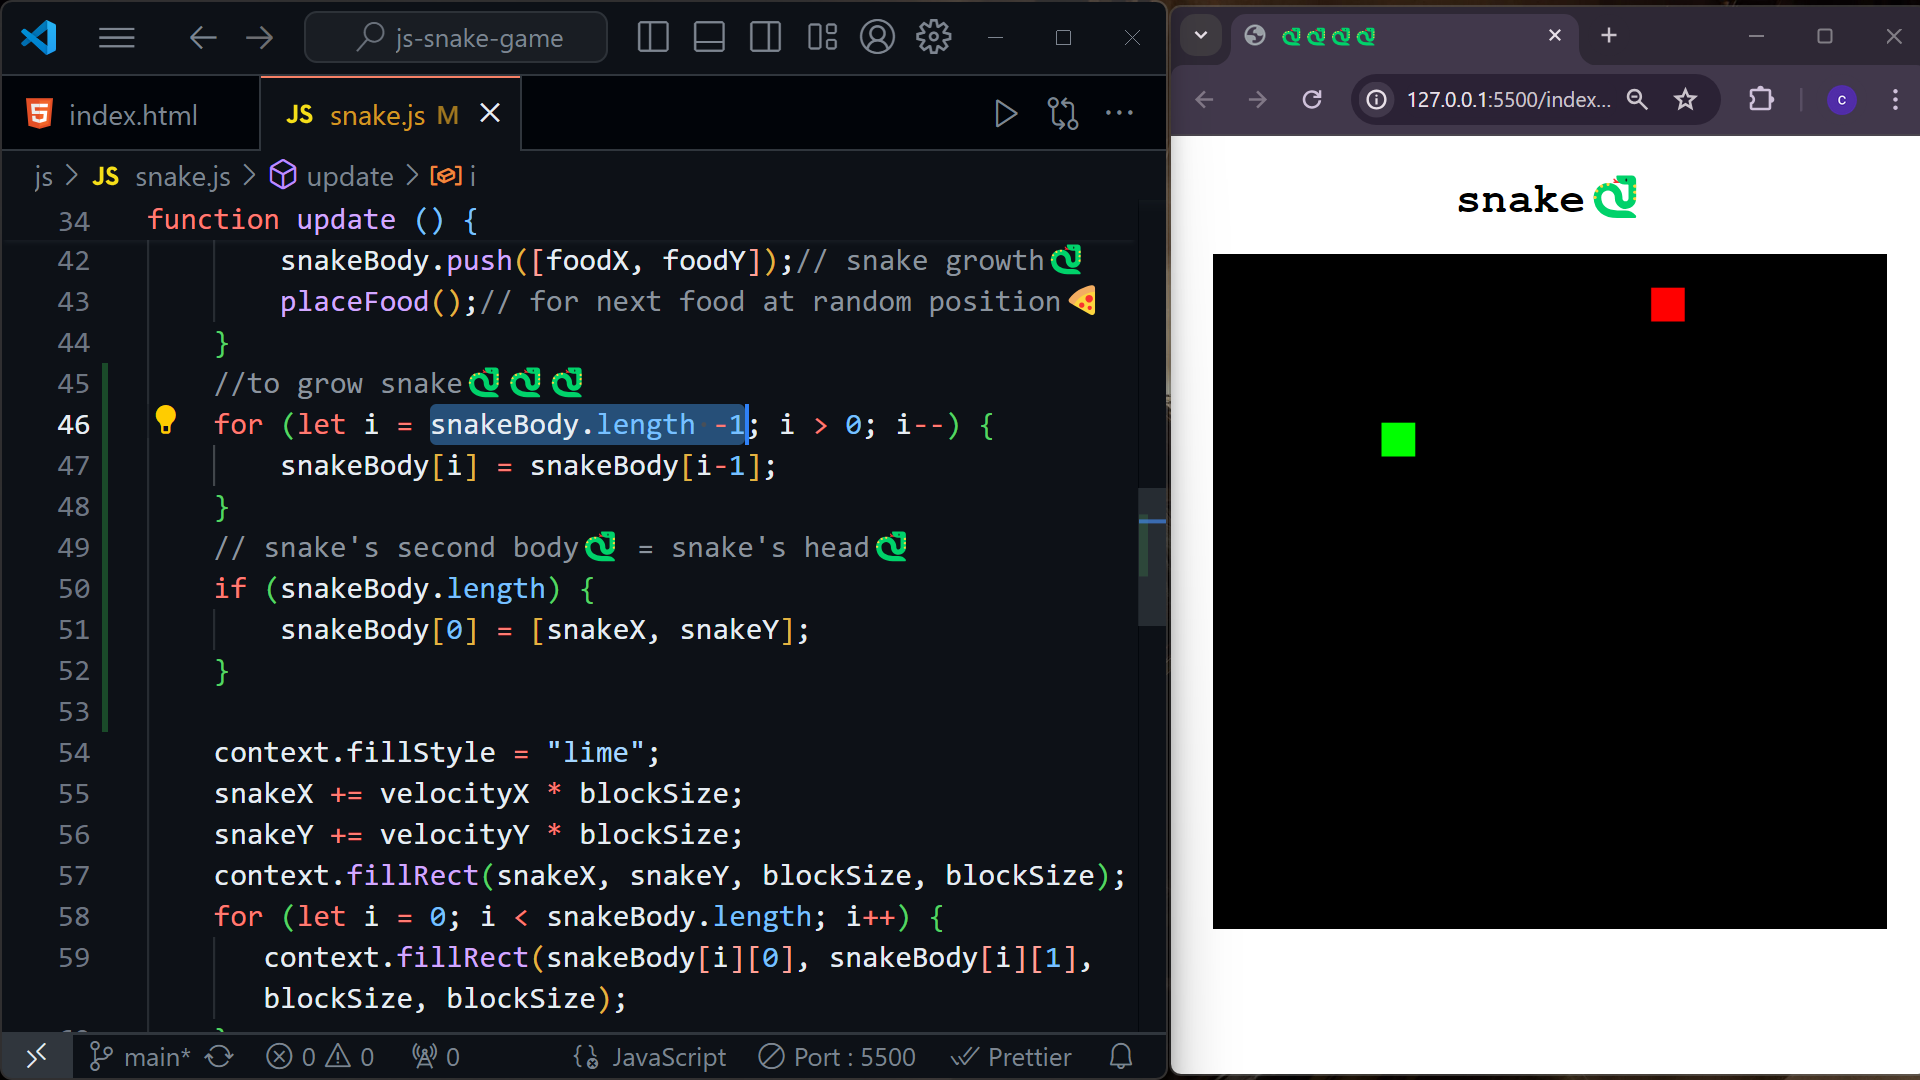 js-snake-game
index.html
JS snake.js M
js > JS snake.js > update > i
34 function update () {
42 snakeBody.push([foodX, foodY]);// snake growth🐍
43 placeFood();// for next food at random position🍕
44 }
45 //to grow snake🐍🐍🐍
46 for (let i = snakeBody.length -1; i > 0; i--) {
47 snakeBody[i] = snakeBody[i-1];
48 }
49 // snake's second body🐍 = snake's head🐍
50 if (snakeBody.length) {
51 snakeBody[0] = [snakeX, snakeY];
52 }
53
54 context.fillStyle = "lime";
55 snakeX += velocityX * blockSize;
56 snakeY += velocityY * blockSize;
57 context.fillRect(snakeX, snakeY, blockSize, blockSize);
58 for (let i = 0; i < snakeBody.length; i++) {
59 context.fillRect(snakeBody[i][0], snakeBody[i][1],
blockSize, blockSize);
main* 0 0 0 JavaScript Port : 5500 Prettier
🐍🐍🐍🐍
127.0.0.1:5500/index...
c
snake🐍